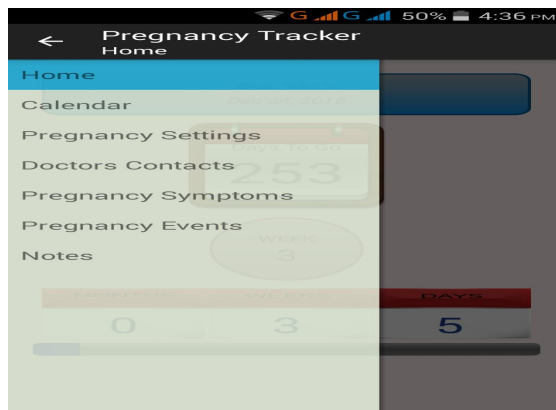 G G 50% 4:36 PM
Pregnancy Tracker
Home
Home
Calendar
Pregnancy Settings
Doctors Contacts
Pregnancy Symptoms
Pregnancy Events
Notes
Days To Go
253
WEEK
3
MONTHS WEEKS DAYS
0 3 5